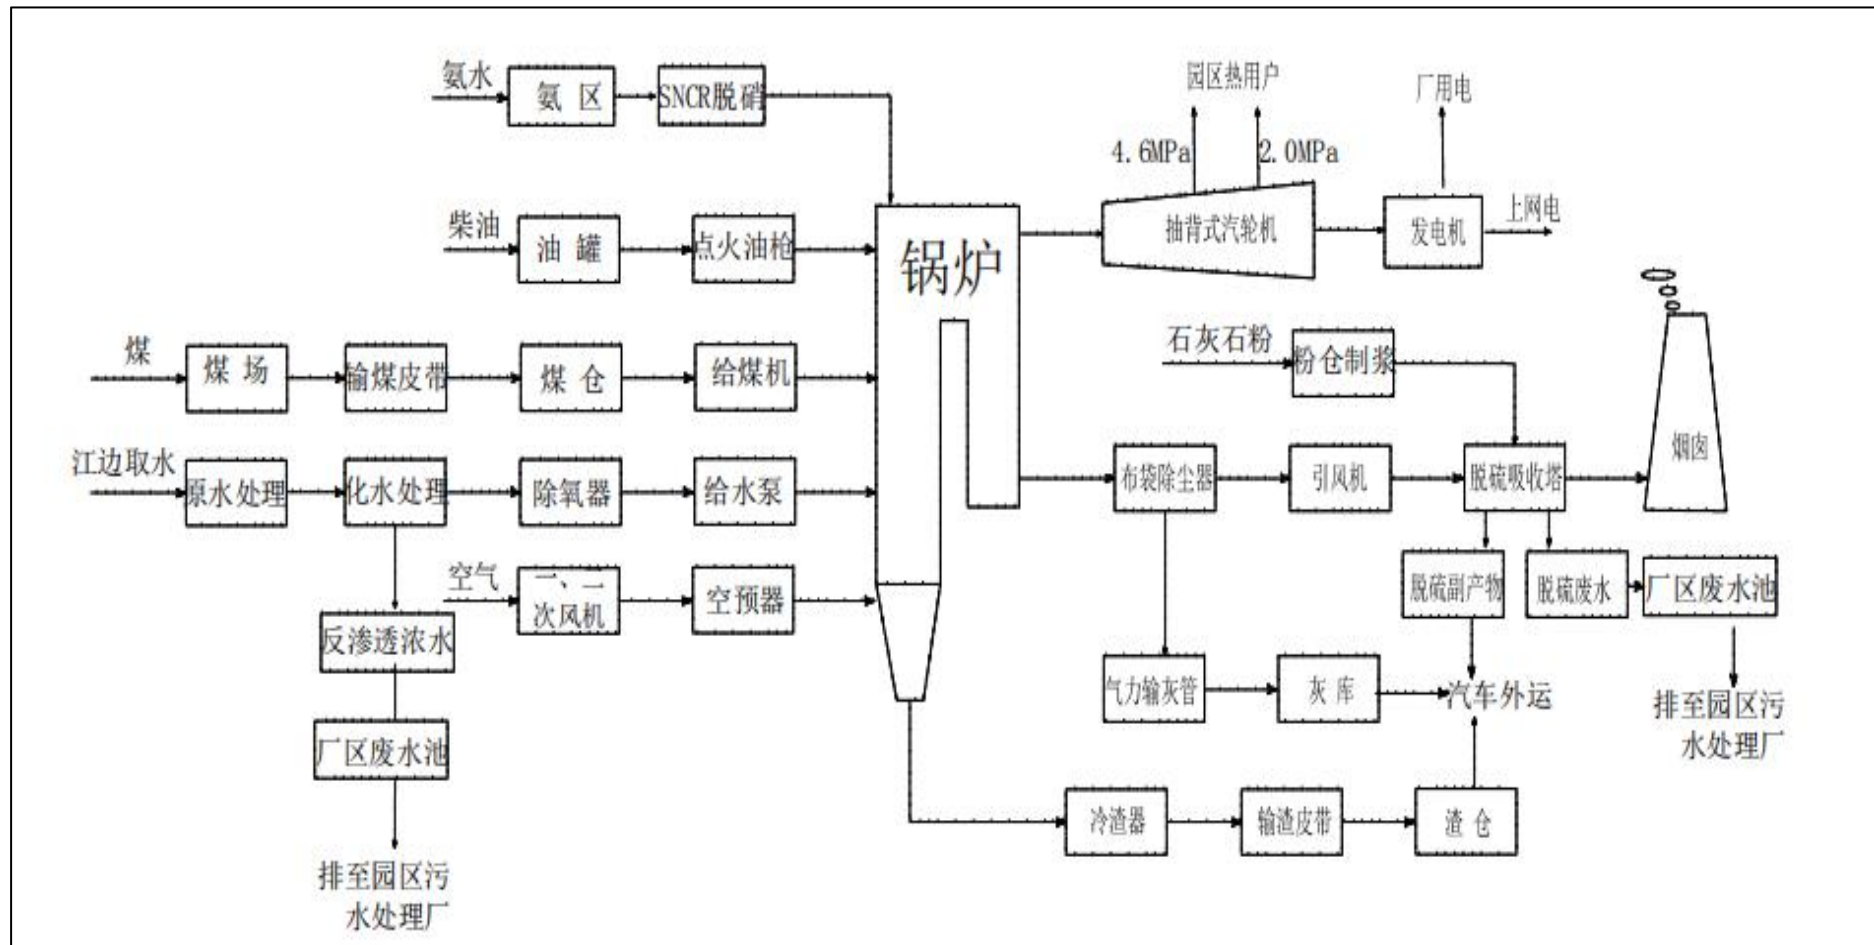 氨水
氨 区
SNCR脱硝
园区热用户
厂用电
4.6MPa
2.0MPa
柴油
油 罐
点火油枪
锅炉
抽背式汽轮机
发电机
上网电
煤
煤 场
输煤皮带
煤 仓
给煤机
石灰石粉
粉仓制浆
江边取水
原水处理
化水处理
除氧器
给水泵
布袋除尘器
引风机
脱硫吸收塔
烟囱
空气
一、二
次风机
空预器
脱硫副产物
脱硫废水
厂区废水池
反渗透浓水
气力输灰管
灰 库
汽车外运
排至园区污
水处理厂
厂区废水池
冷渣器
输渣皮带
渣 仓
排至园区污
水处理厂